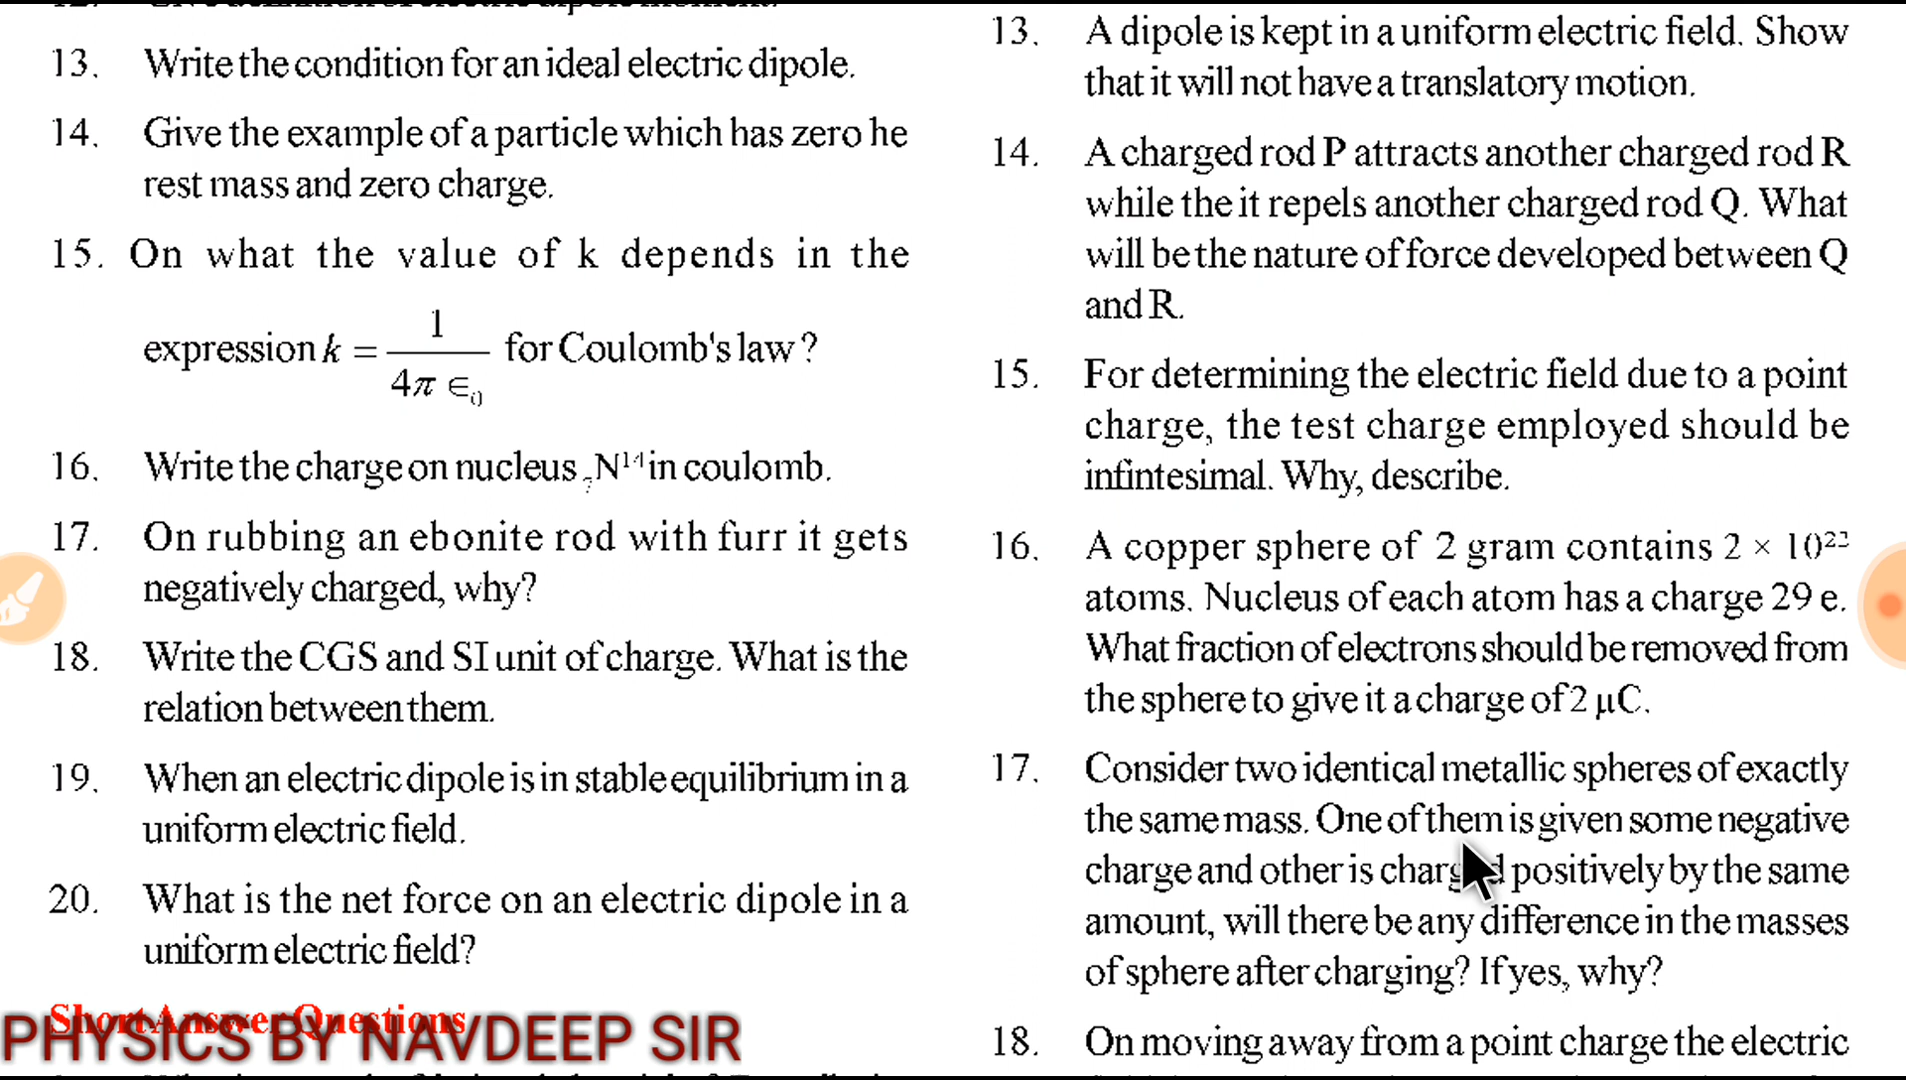 12. Give definition of electric dipole moment.
13. Write the condition for an ideal electric dipole.
14. Give the example of a particle which has zero he
rest mass and zero charge.
15. On what the value of k depends in the
expression k = 1 / 4π ∈₀ for Coulomb's law ?
16. Write the charge on nucleus ₇N¹⁴ in coulomb.
17. On rubbing an ebonite rod with furr it gets
negatively charged, why?
18. Write the CGS and SI unit of charge. What is the
relation between them.
19. When an electric dipole is in stable equilibrium in a
uniform electric field.
20. What is the net force on an electric dipole in a
uniform electric field?
Short Answer Questions
PHYSICS BY NAVDEEP SIR
13. A dipole is kept in a uniform electric field. Show
that it will not have a translatory motion.
14. A charged rod P attracts another charged rod R
while the it repels another charged rod Q. What
will be the nature of force developed between Q
and R.
15. For determining the electric field due to a point
charge, the test charge employed should be
infintesimal. Why, describe.
16. A copper sphere of 2 gram contains 2 × 10²²
atoms. Nucleus of each atom has a charge 29 e.
What fraction of electrons should be removed from
the sphere to give it a charge of 2 μC.
17. Consider two identical metallic spheres of exactly
the same mass. One of them is given some negative
charge and other is charged positively by the same
amount, will there be any difference in the masses
of sphere after charging? If yes, why?
18. On moving away from a point charge the electric